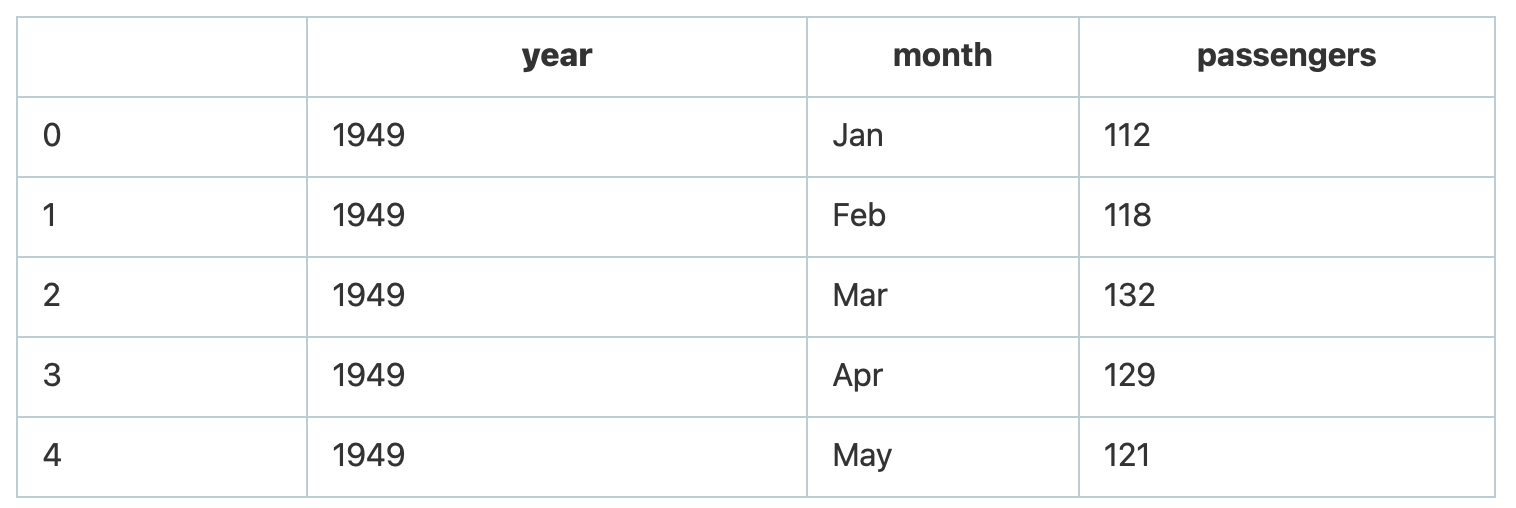 year month passengers
0 1949 Jan 112
1 1949 Feb 118
2 1949 Mar 132
3 1949 Apr 129
4 1949 May 121